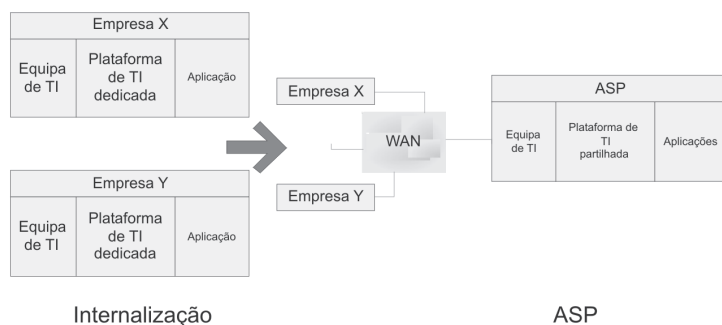 Empresa X
Equipa
de TI
Plataforma
de TI
dedicada
Aplicação
Empresa Y
Equipa
de TI
Plataforma
de TI
dedicada
Aplicação
Internalização
Empresa X
WAN
Empresa Y
ASP
Equipa
de TI
Plataforma de
TI
partilhada
Aplicações
ASP